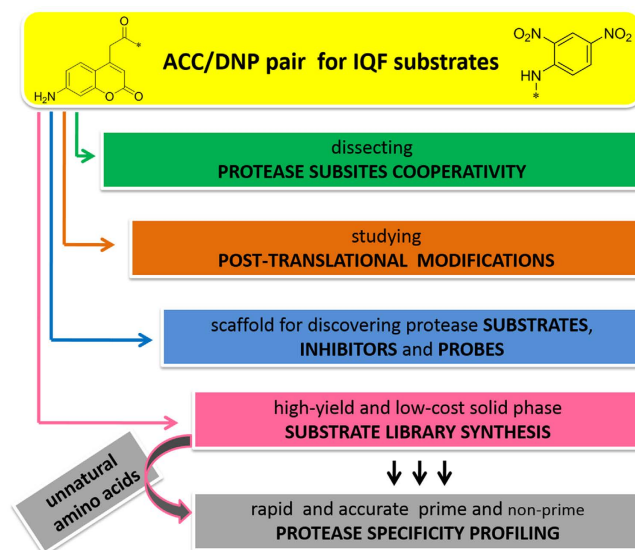 ACC/DNP pair for IQF substrates
O
*
H₂N
O
O
O₂N
NO₂
HN
*
dissecting
PROTEASE SUBSITES COOPERATIVITY
studying
POST-TRANSLATIONAL MODIFICATIONS
scaffold for discovering protease SUBSTRATES,
INHIBITORS and PROBES
high-yield and low-cost solid phase
SUBSTRATE LIBRARY SYNTHESIS
unnatural
amino acids
rapid and accurate prime and non-prime
PROTEASE SPECIFICITY PROFILING